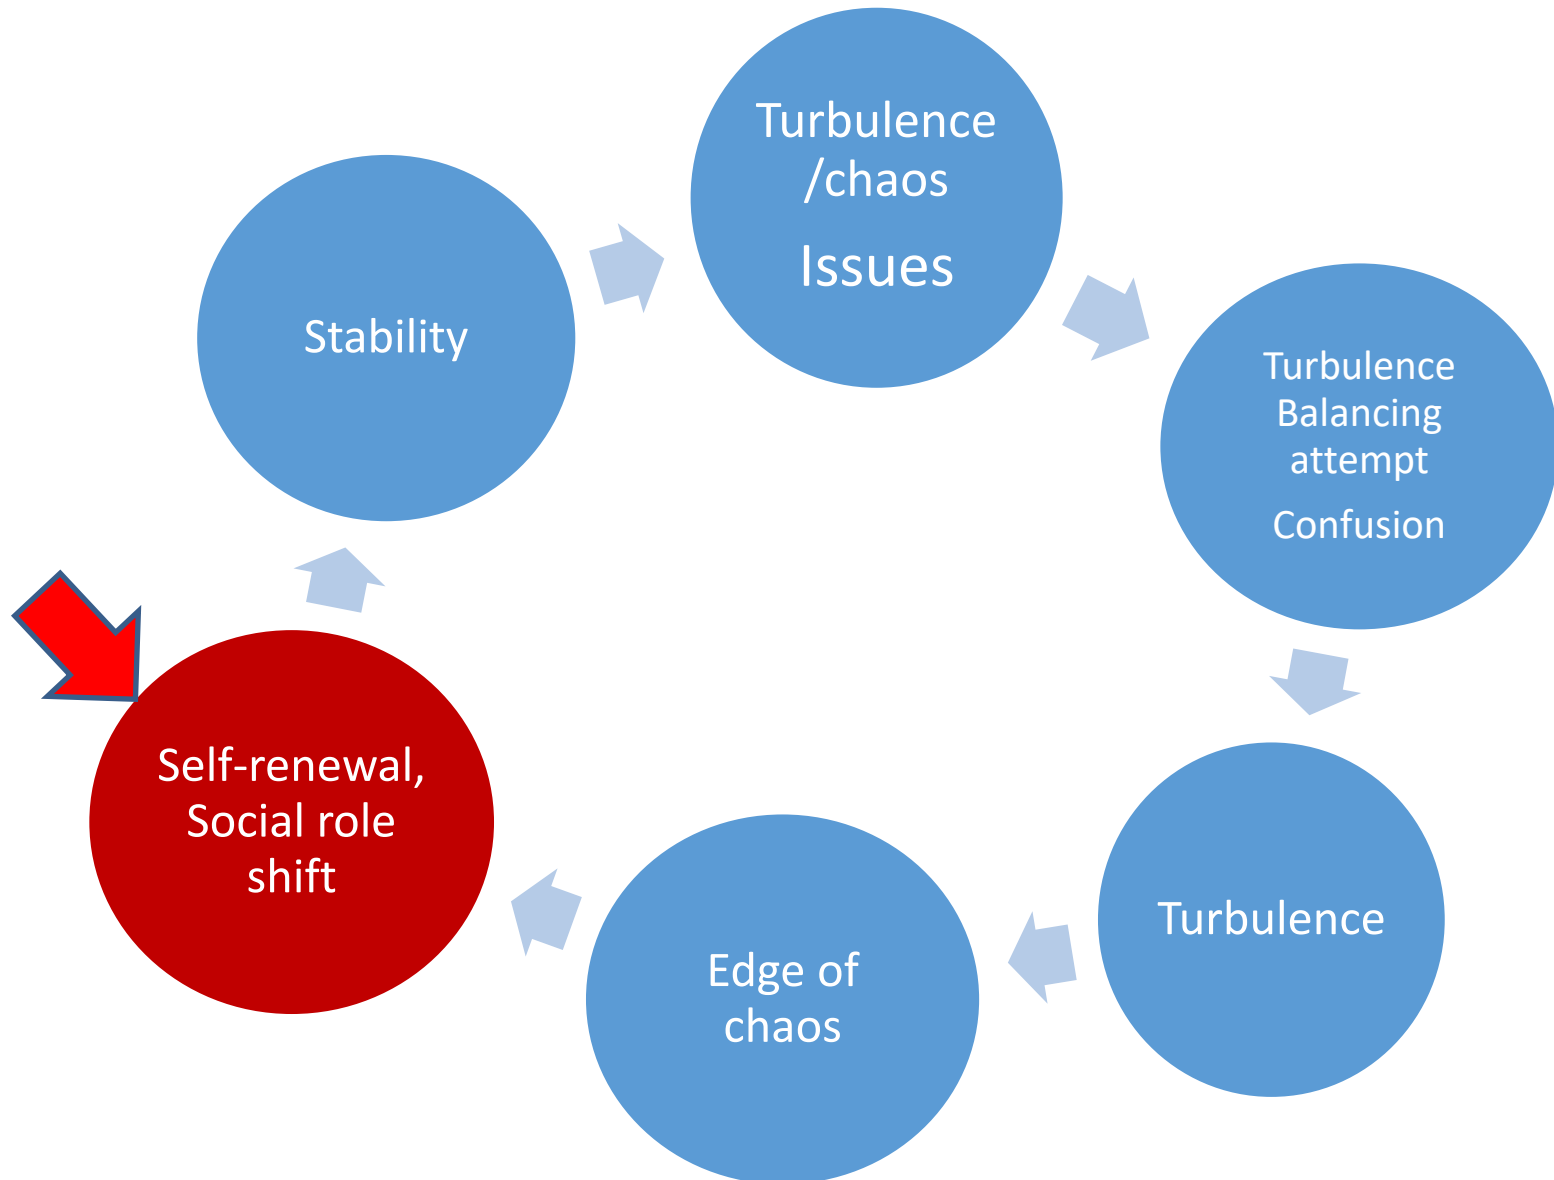 Turbulence
/chaos
Issues
Stability
Turbulence
Balancing
attempt
Confusion
Self-renewal,
Social role
shift
Turbulence
Edge of
chaos